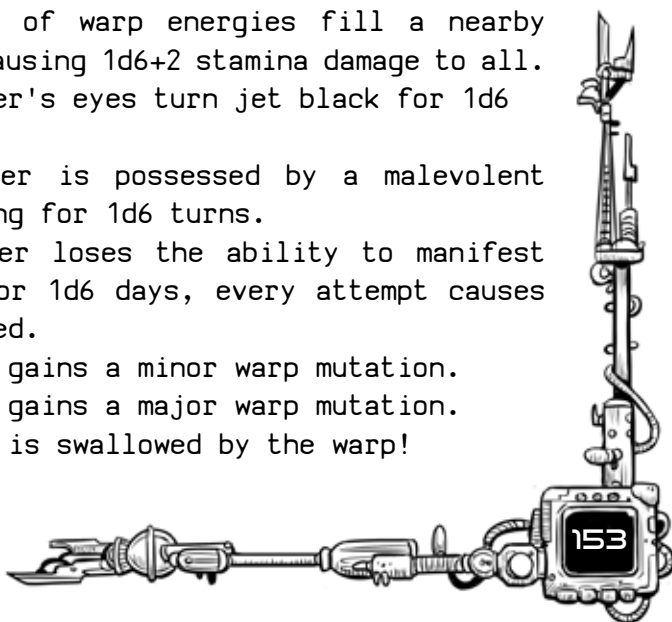 of warp energies fill a nearby
ausing 1d6+2 stamina damage to all.
er's eyes turn jet black for 1d6
er is possessed by a malevolent
ng for 1d6 turns.
er loses the ability to manifest
or 1d6 days, every attempt causes
ed.
gains a minor warp mutation.
gains a major warp mutation.
is swallowed by the warp!
153